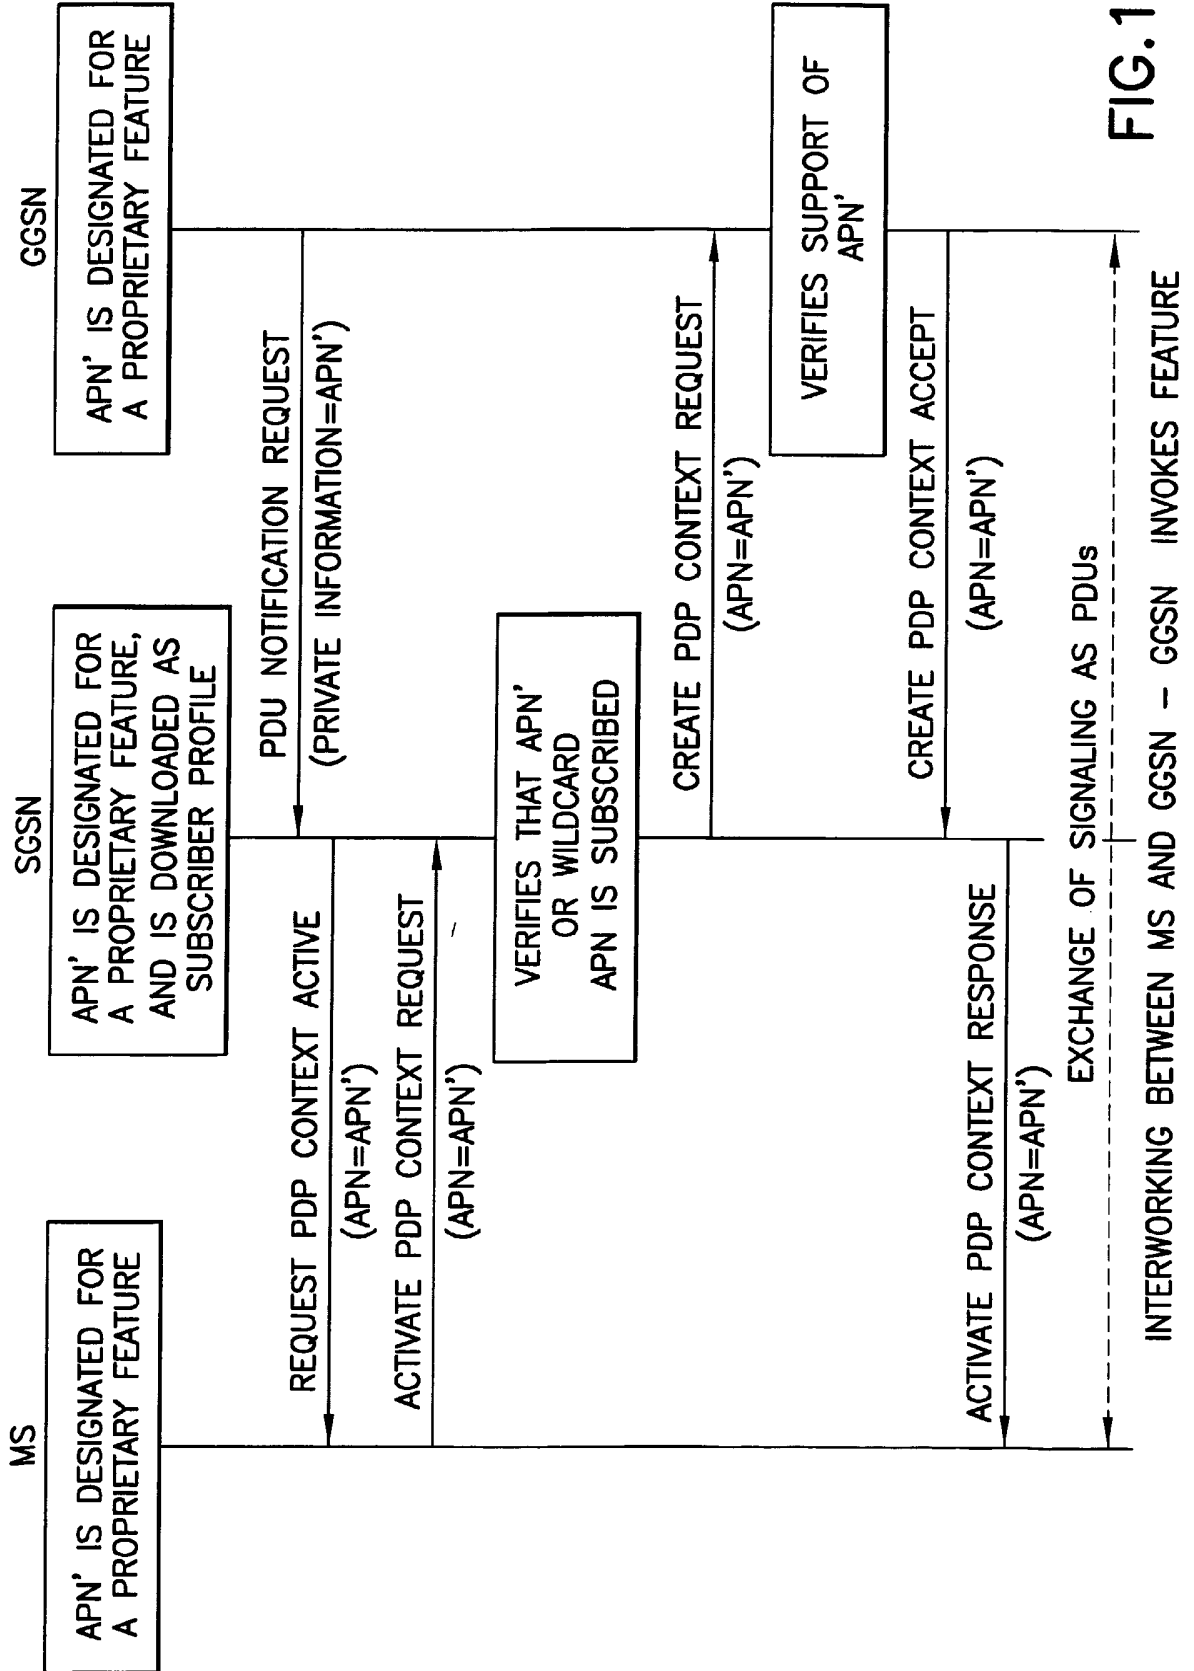 MS
SGSN
GGSN
APN' IS DESIGNATED FOR
A PROPRIETARY FEATURE
APN' IS DESIGNATED FOR
A PROPRIETARY FEATURE,
AND IS DOWNLOADED AS
SUBSCRIBER PROFILE
APN' IS DESIGNATED FOR
A PROPRIETARY FEATURE
PDU NOTIFICATION REQUEST
(PRIVATE INFORMATION=APN')
REQUEST PDP CONTEXT ACTIVE
(APN=APN')
ACTIVATE PDP CONTEXT REQUEST
(APN=APN')
VERIFIES THAT APN'
OR WILDCARD
APN IS SUBSCRIBED
CREATE PDP CONTEXT REQUEST
(APN=APN')
VERIFIES SUPPORT OF
APN'
CREATE PDP CONTEXT ACCEPT
(APN=APN')
ACTIVATE PDP CONTEXT RESPONSE
(APN=APN')
EXCHANGE OF SIGNALING AS PDUs
INTERWORKING BETWEEN MS AND GGSN – GGSN INVOKES FEATURE
FIG.1